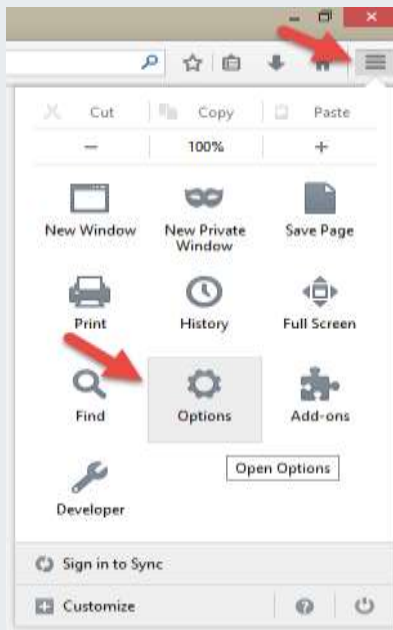 Cut Copy Paste
− 100% +
New Window New Private Save Page
Window
Print History Full Screen
Find Options Add-ons
Open Options
Developer
Sign in to Sync
Customize